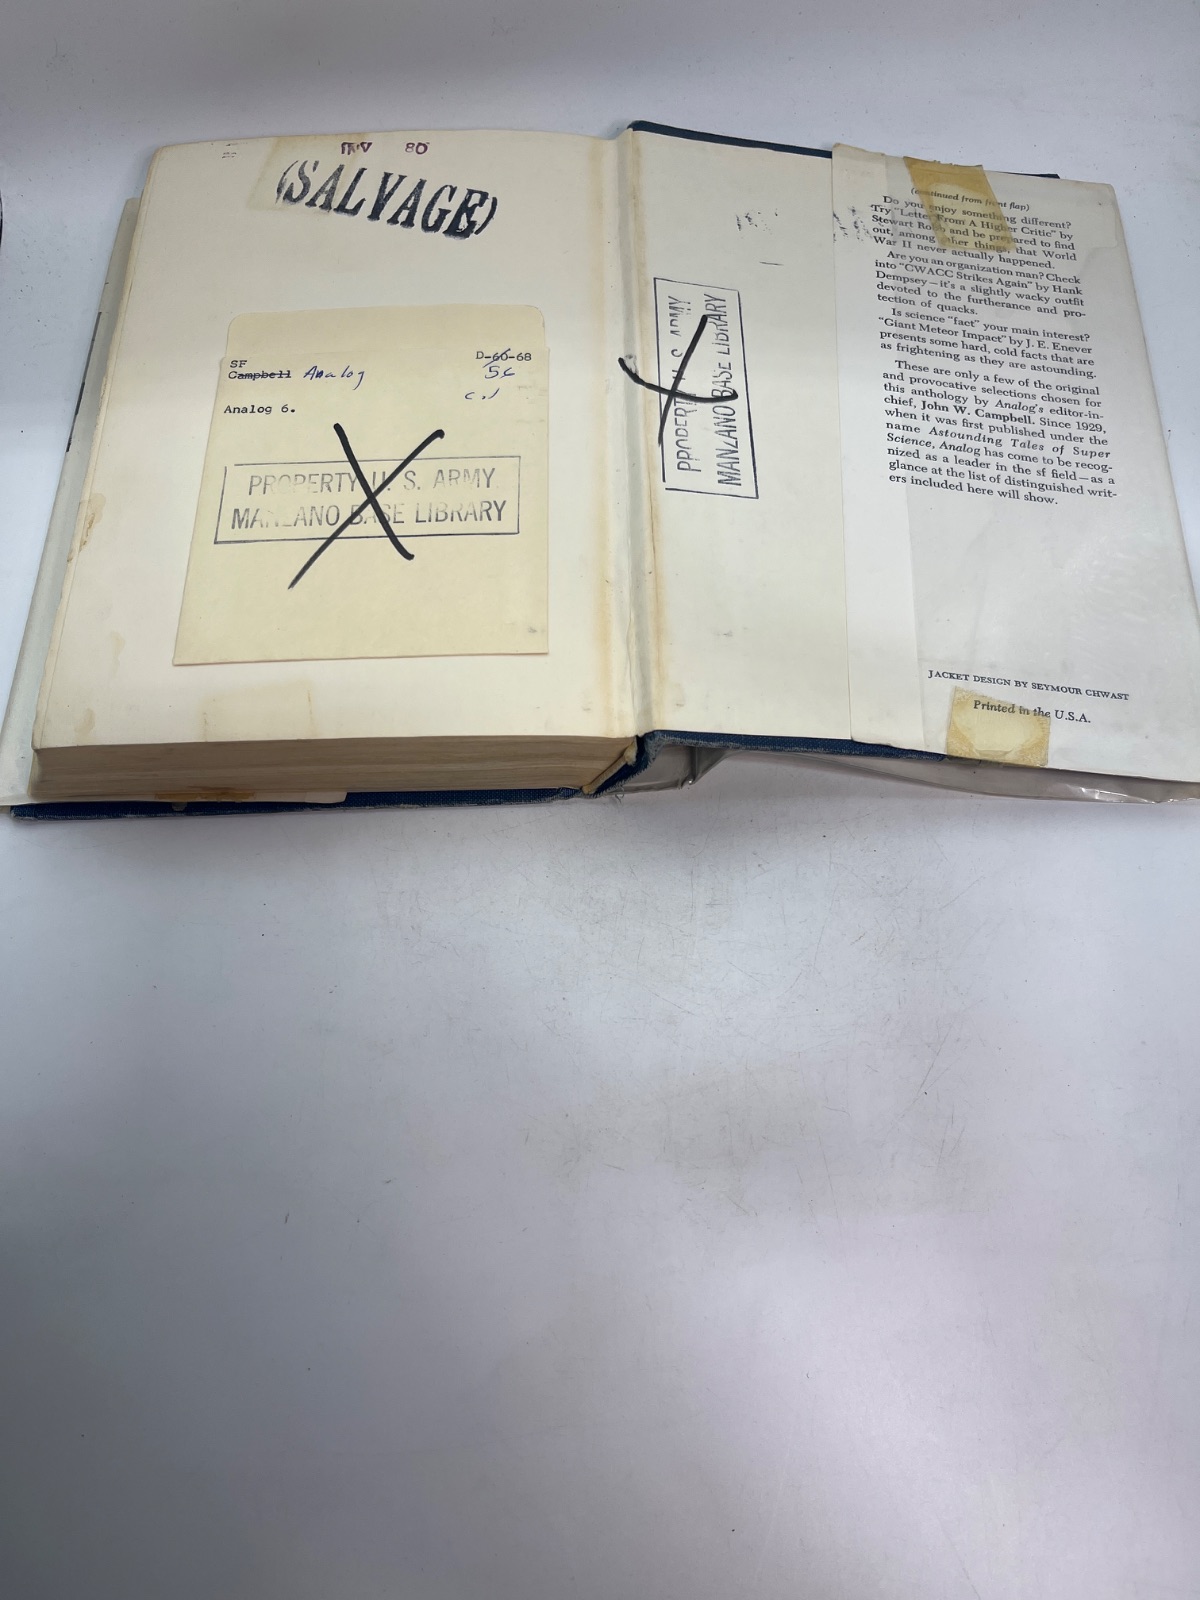 INV 80
(SALVAGE)
SF D-60-68
Campbell Analog 56
c.1
Analog 6.
PROPERTY U. S. ARMY
MANZANO BASE LIBRARY
PROPERTY U. S. ARMY
MANZANO BASE LIBRARY
(continued from front flap)
Do you enjoy something different?
Try "Letter From A Higher Critic" by
Stewart Robb and be prepared to find
out, among other things, that World
War II never actually happened.
Are you an organization man? Check
into "CWACC Strikes Again" by Hank
Dempsey—it's a slightly wacky outfit
devoted to the furtherance and pro-
tection of quacks.
Is science "fact" your main interest?
"Giant Meteor Impact" by J. E. Enever
presents some hard, cold facts that are
as frightening as they are astounding.
These are only a few of the original
and provocative selections chosen for
this anthology by Analog's editor-in-
chief, John W. Campbell. Since 1929,
when it was first published under the
name Astounding Tales of Super
Science, Analog has come to be recog-
nized as a leader in the sf field—as a
glance at the list of distinguished writ-
ers included here will show.
JACKET DESIGN BY SEYMOUR CHWAST
Printed in the U.S.A.